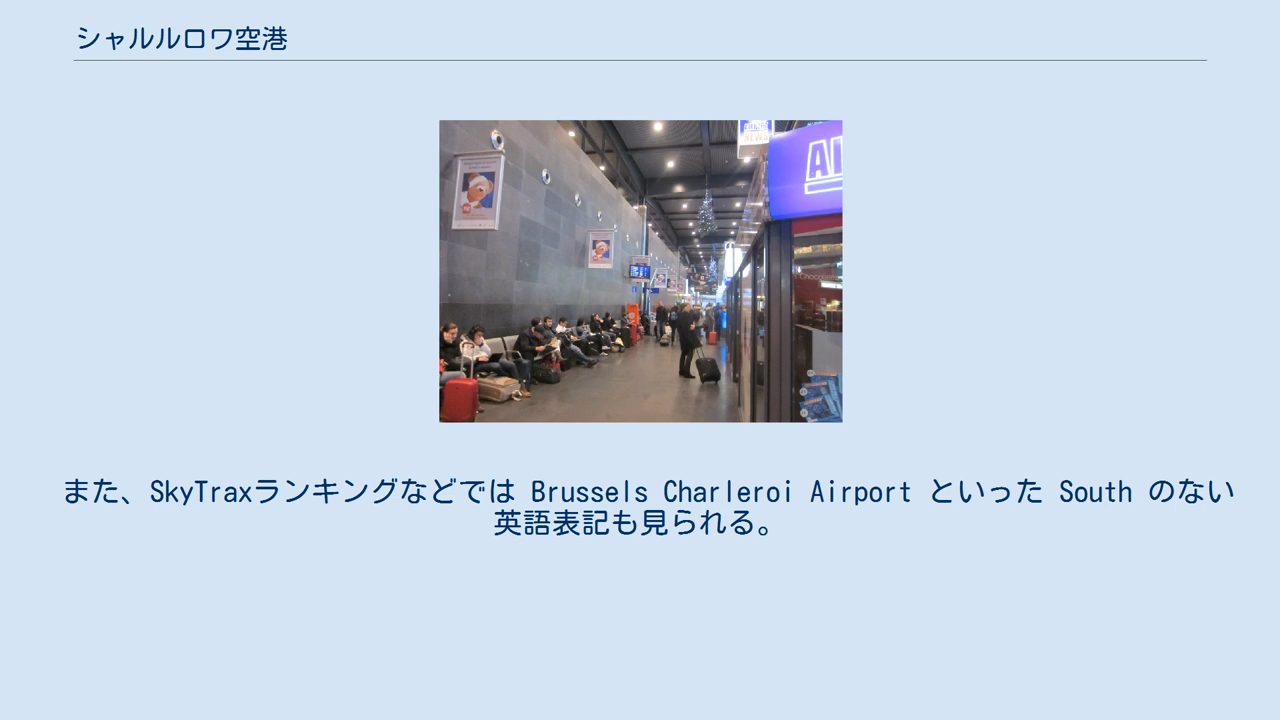 シャルルロワ空港
AI
また、SkyTraxランキングなどでは Brussels Charleroi Airport といった South のない
英語表記も見られる。